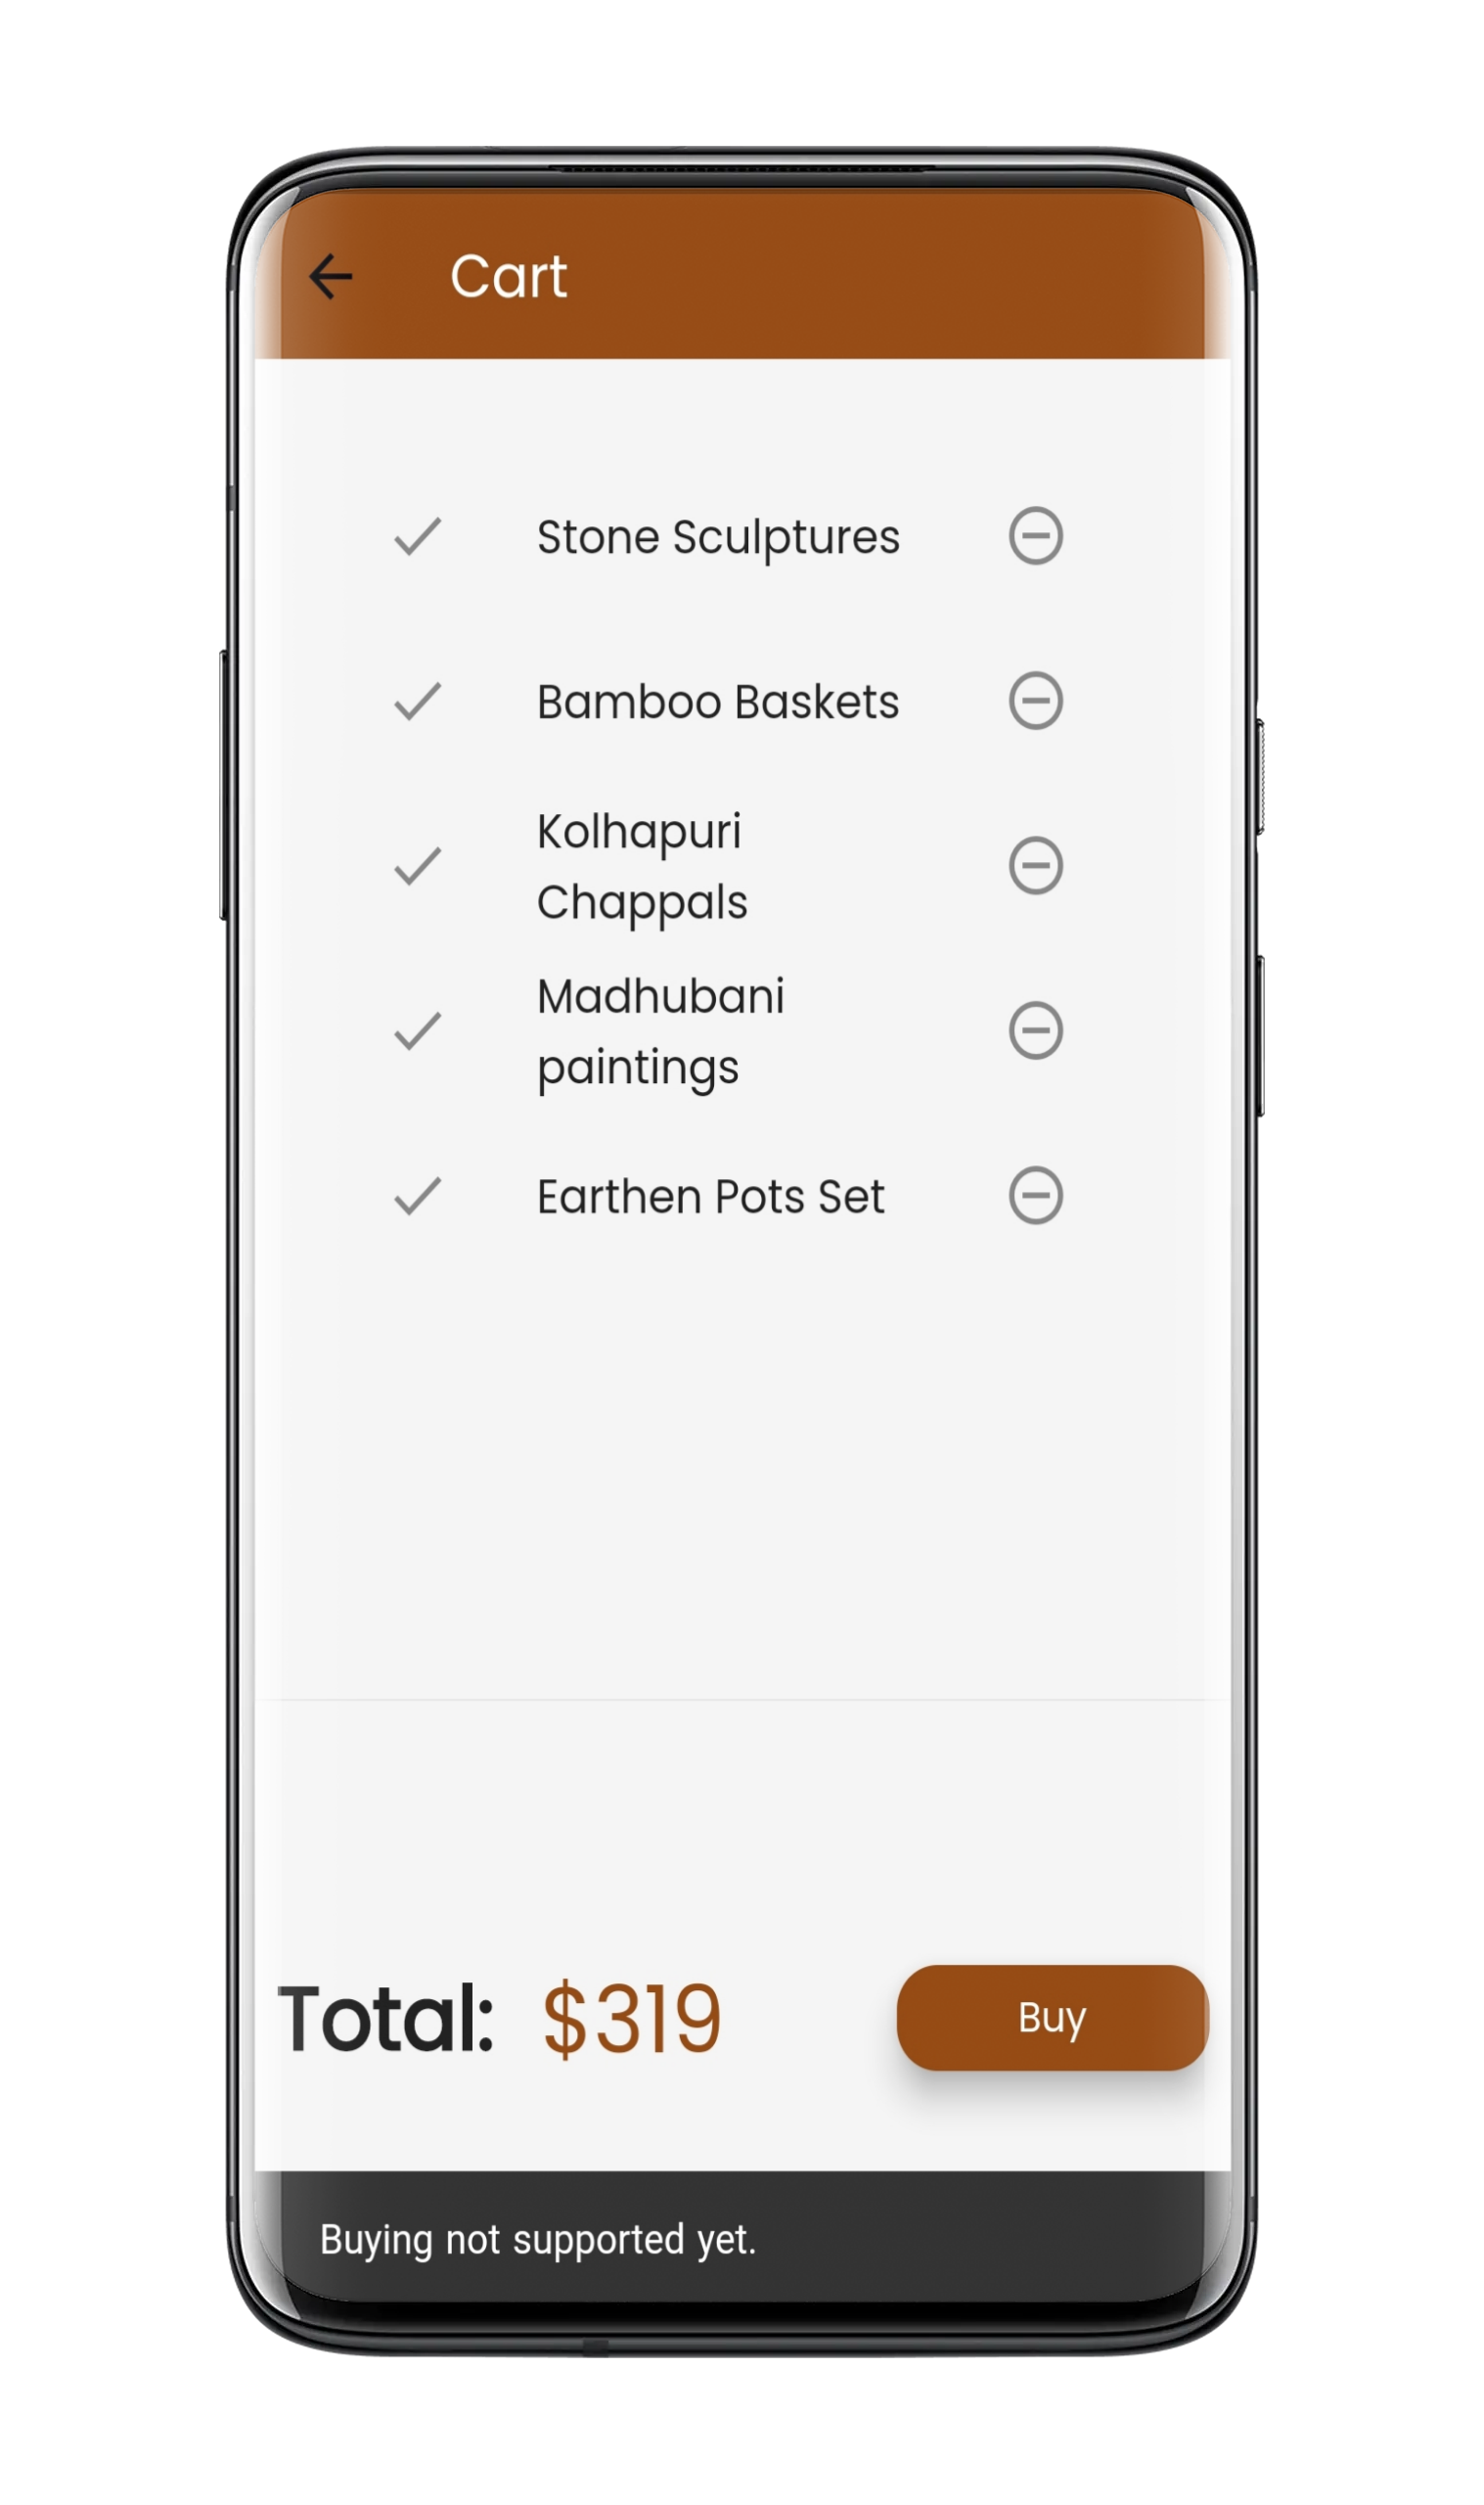 Cart
Stone Sculptures
Bamboo Baskets
Kolhapuri
Chappals
Madhubani
paintings
Earthen Pots Set
Total: $319
Buy
Buying not supported yet.